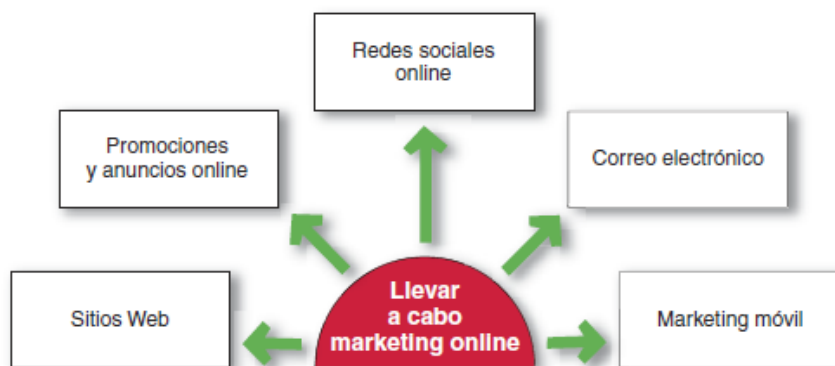 Redes sociales
online
Promociones
y anuncios online
Correo electrónico
Sitios Web
Llevar
a cabo
marketing online
Marketing móvil